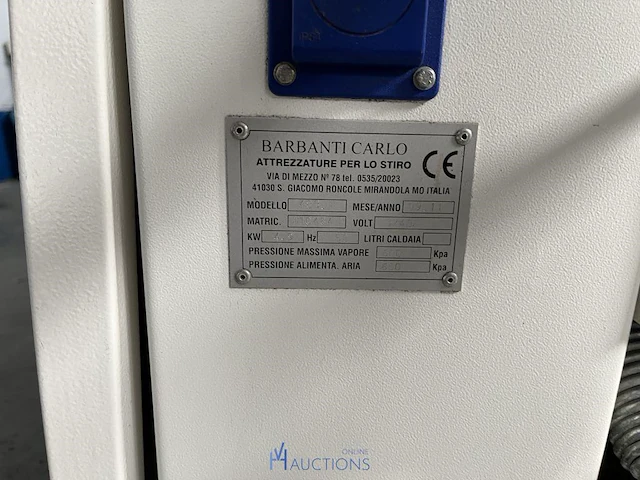 BARBANTI CARLO
ATTREZZATURE PER LO STIRO
CE
VIA DI MEZZO Nº 78 tel. 0535/20023
41030 S. GIACOMO RONCOLE MIRANDOLA MO ITALIA
MODELLO MESE/ANNO
MATRIC. VOLT
KW Hz LITRI CALDAIA
PRESSIONE MASSIMA VAPORE Kpa
PRESSIONE ALIMENTA. ARIA Kpa
ONLINE
AUCTIONS